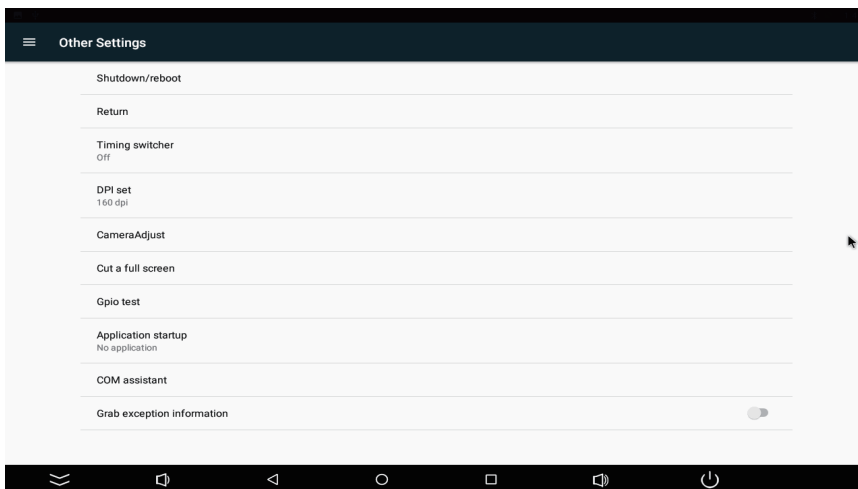 Other Settings
Shutdown/reboot
Return
Timing switcher
Off
DPI set
160 dpi
CameraAdjust
Cut a full screen
Gpio test
Application startup
No application
COM assistant
Grab exception information